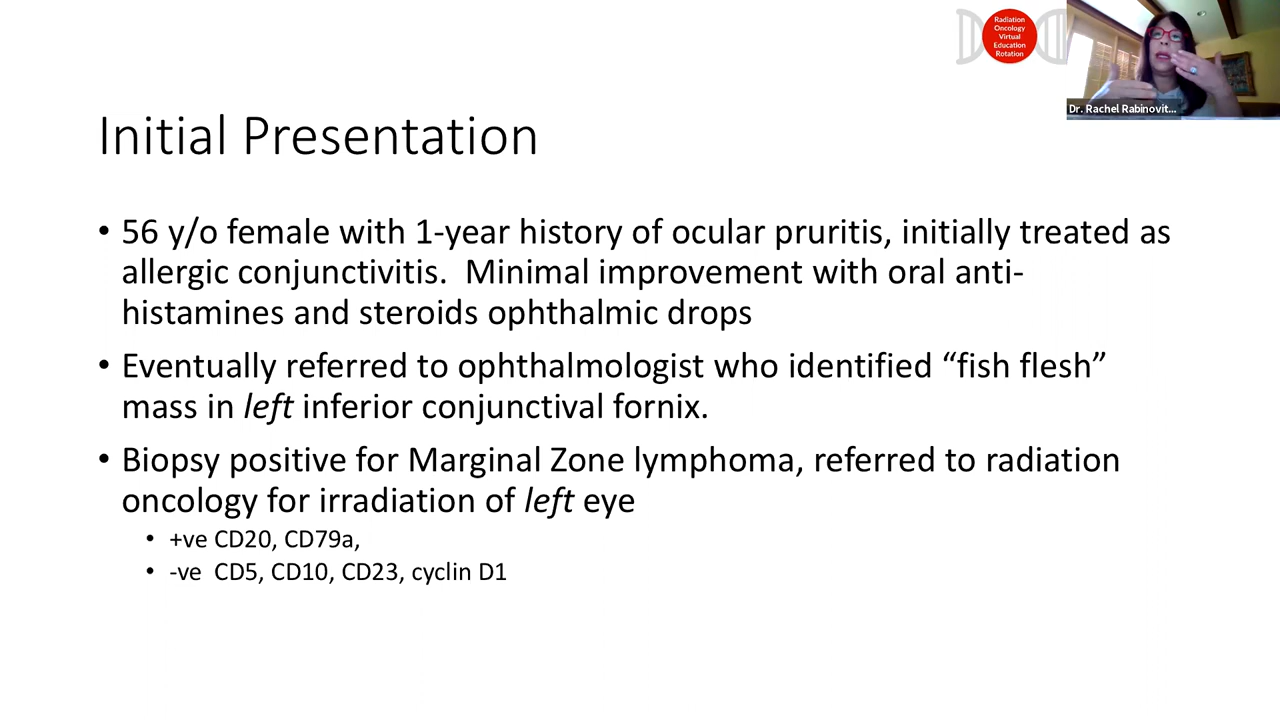 Radiation
Oncology
Virtual
Education
Rotation
Dr. Rachel Rabinovit...
Initial Presentation
• 56 y/o female with 1-year history of ocular pruritis, initially treated as
allergic conjunctivitis.  Minimal improvement with oral anti-
histamines and steroids ophthalmic drops
• Eventually referred to ophthalmologist who identified “fish flesh”
mass in left inferior conjunctival fornix.
• Biopsy positive for Marginal Zone lymphoma, referred to radiation
oncology for irradiation of left eye
• +ve CD20, CD79a,
• -ve  CD5, CD10, CD23, cyclin D1